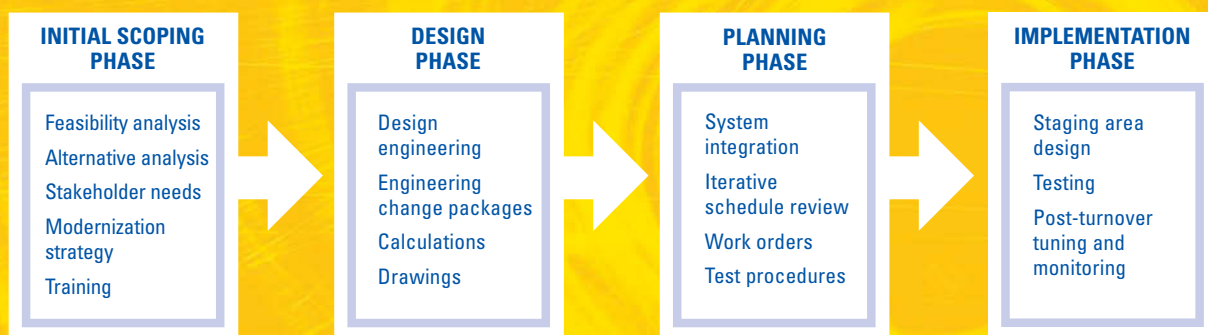 INITIAL SCOPING
PHASE
Feasibility analysis
Alternative analysis
Stakeholder needs
Modernization
strategy
Training
DESIGN
PHASE
Design
engineering
Engineering
change packages
Calculations
Drawings
PLANNING
PHASE
System
integration
Iterative
schedule review
Work orders
Test procedures
IMPLEMENTATION
PHASE
Staging area
design
Testing
Post-turnover
tuning and
monitoring